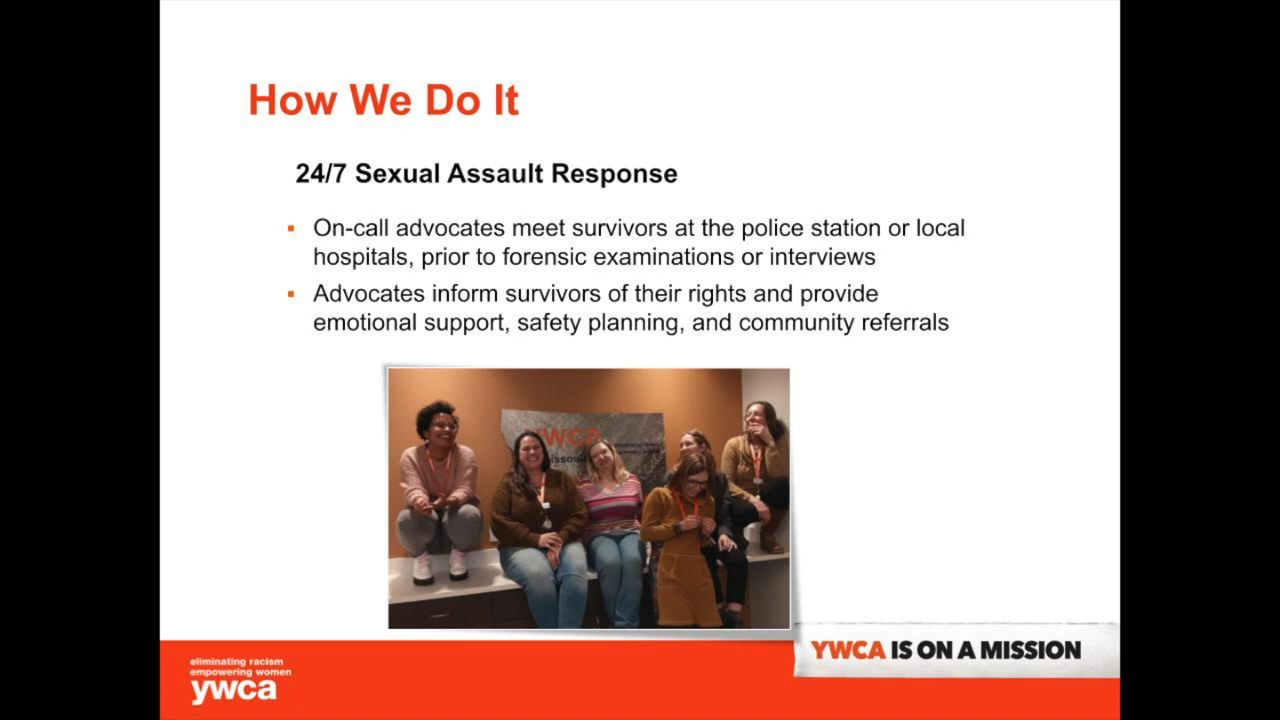 How We Do It
24/7 Sexual Assault Response
On-call advocates meet survivors at the police station or local
hospitals, prior to forensic examinations or interviews
Advocates inform survivors of their rights and provide
emotional support, safety planning, and community referrals
ywca
eliminating racism
empowering women
ywca
YWCA IS ON A MISSION